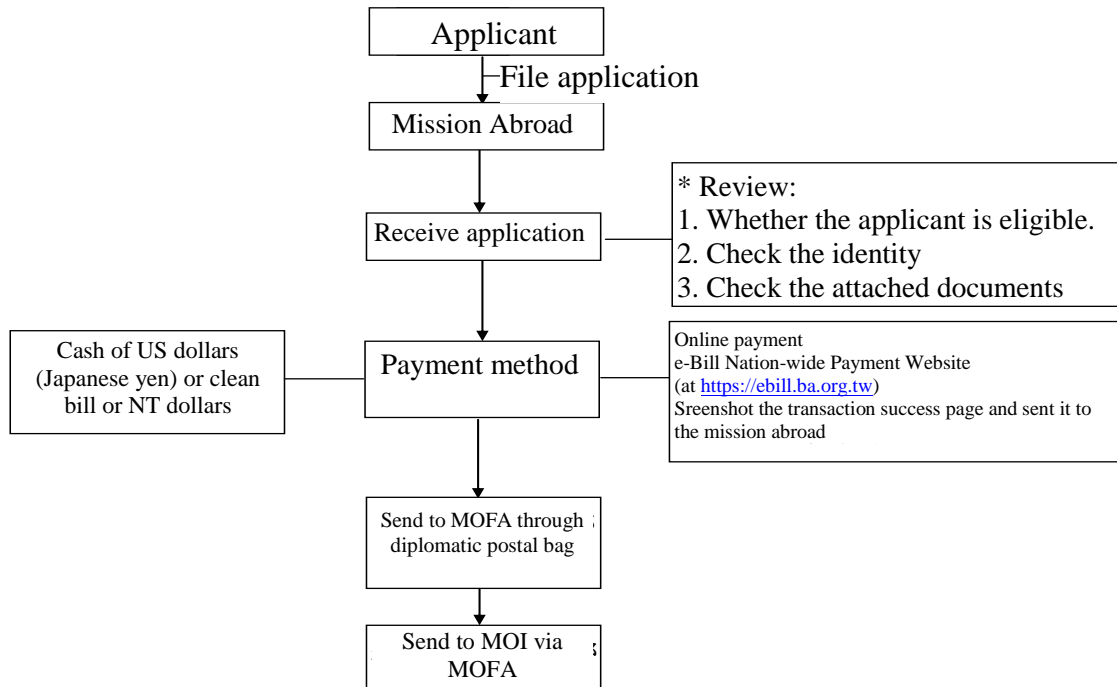 Applicant
File application
Mission Abroad
Receive application
* Review:
1. Whether the applicant is eligible.
2. Check the identity
3. Check the attached documents
Cash of US dollars
(Japanese yen) or clean
bill or NT dollars
Payment method
Online payment
e-Bill Nation-wide Payment Website
(at https://ebill.ba.org.tw)
Sreenshot the transaction success page and sent it to
the mission abroad
Send to MOFA through
diplomatic postal bag
Send to MOI via
MOFA